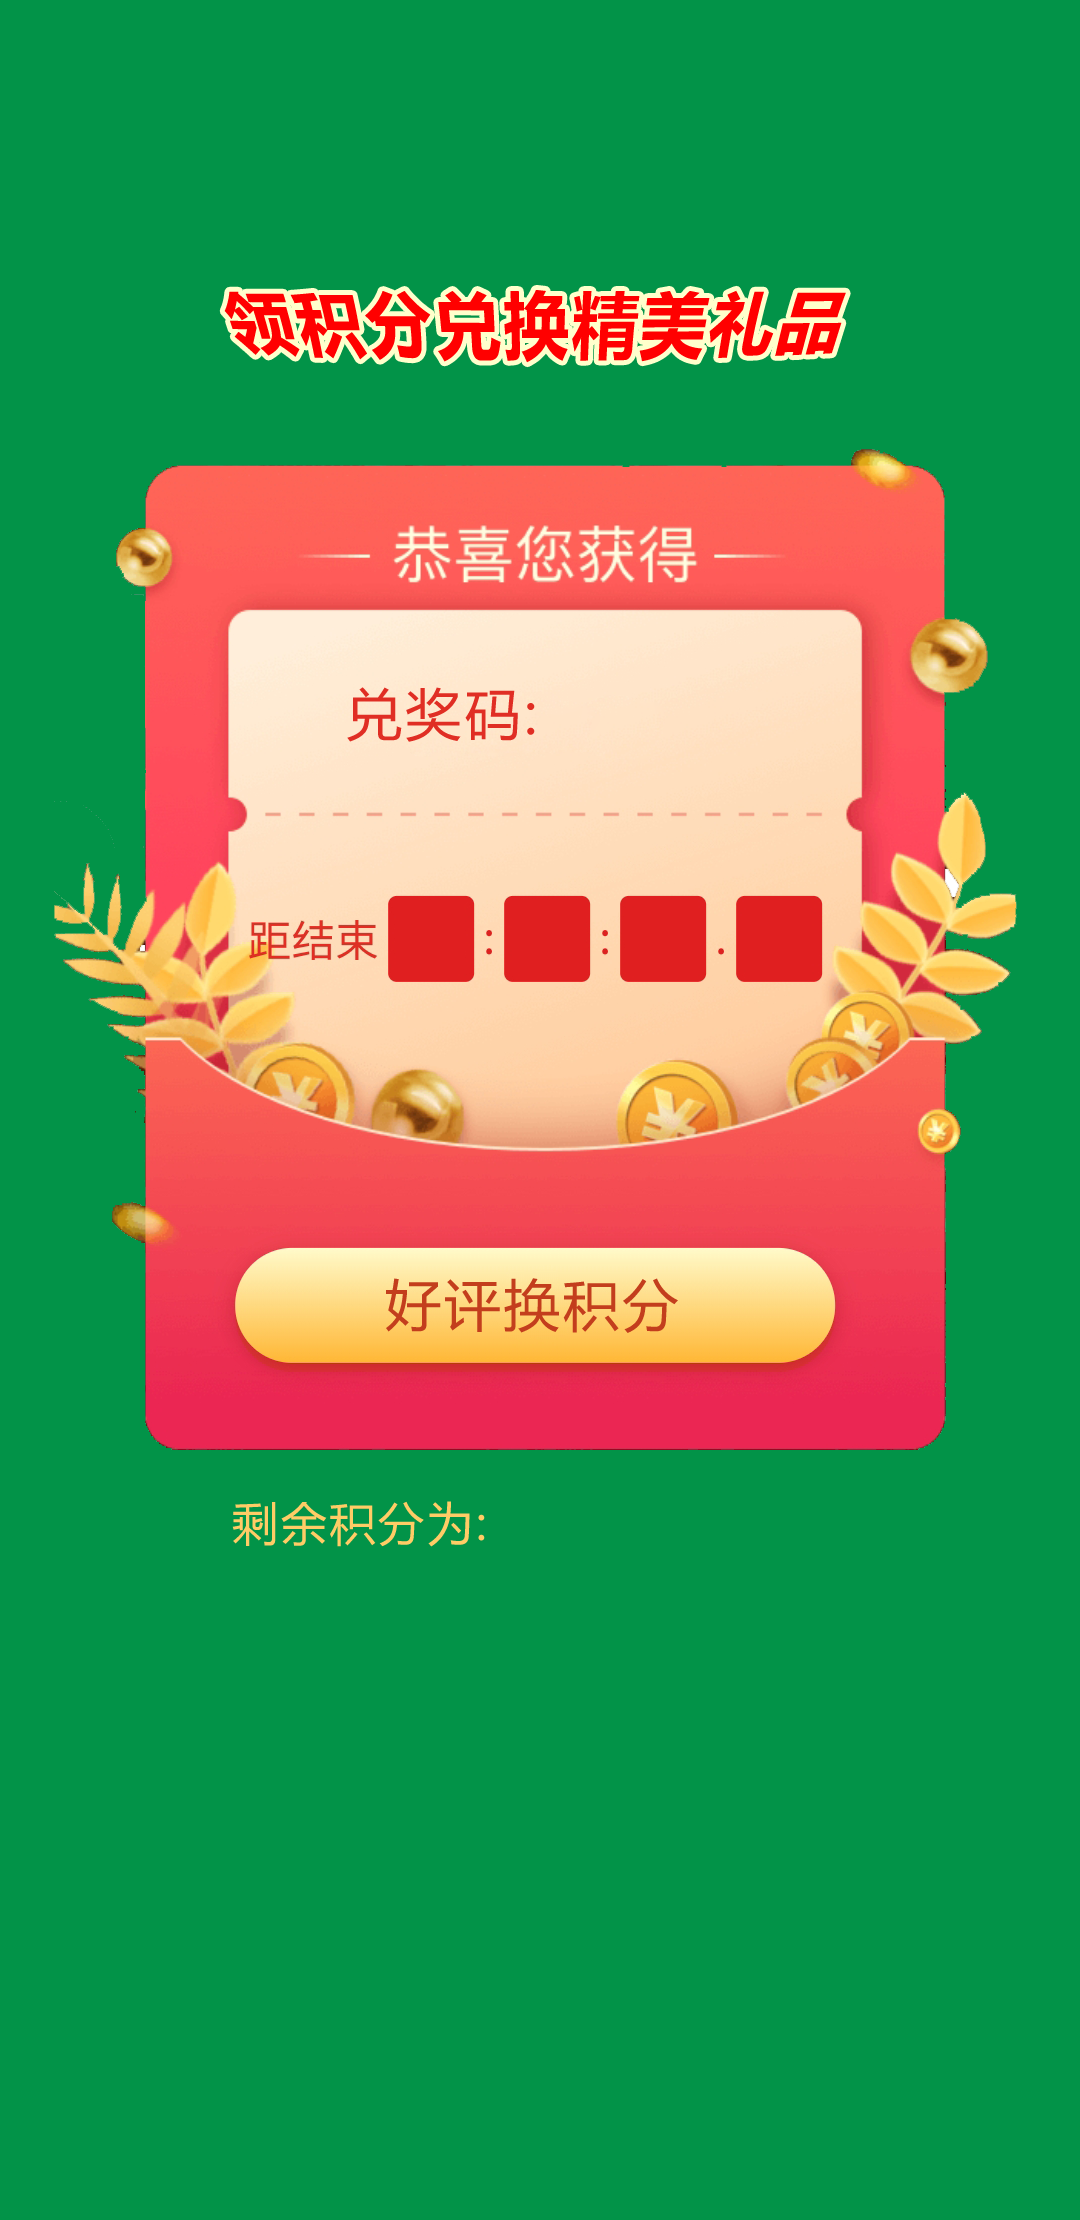 领积分兑换精美礼品
恭喜您获得
兑奖码:
距结束 : : .
好评换积分
剩余积分为: